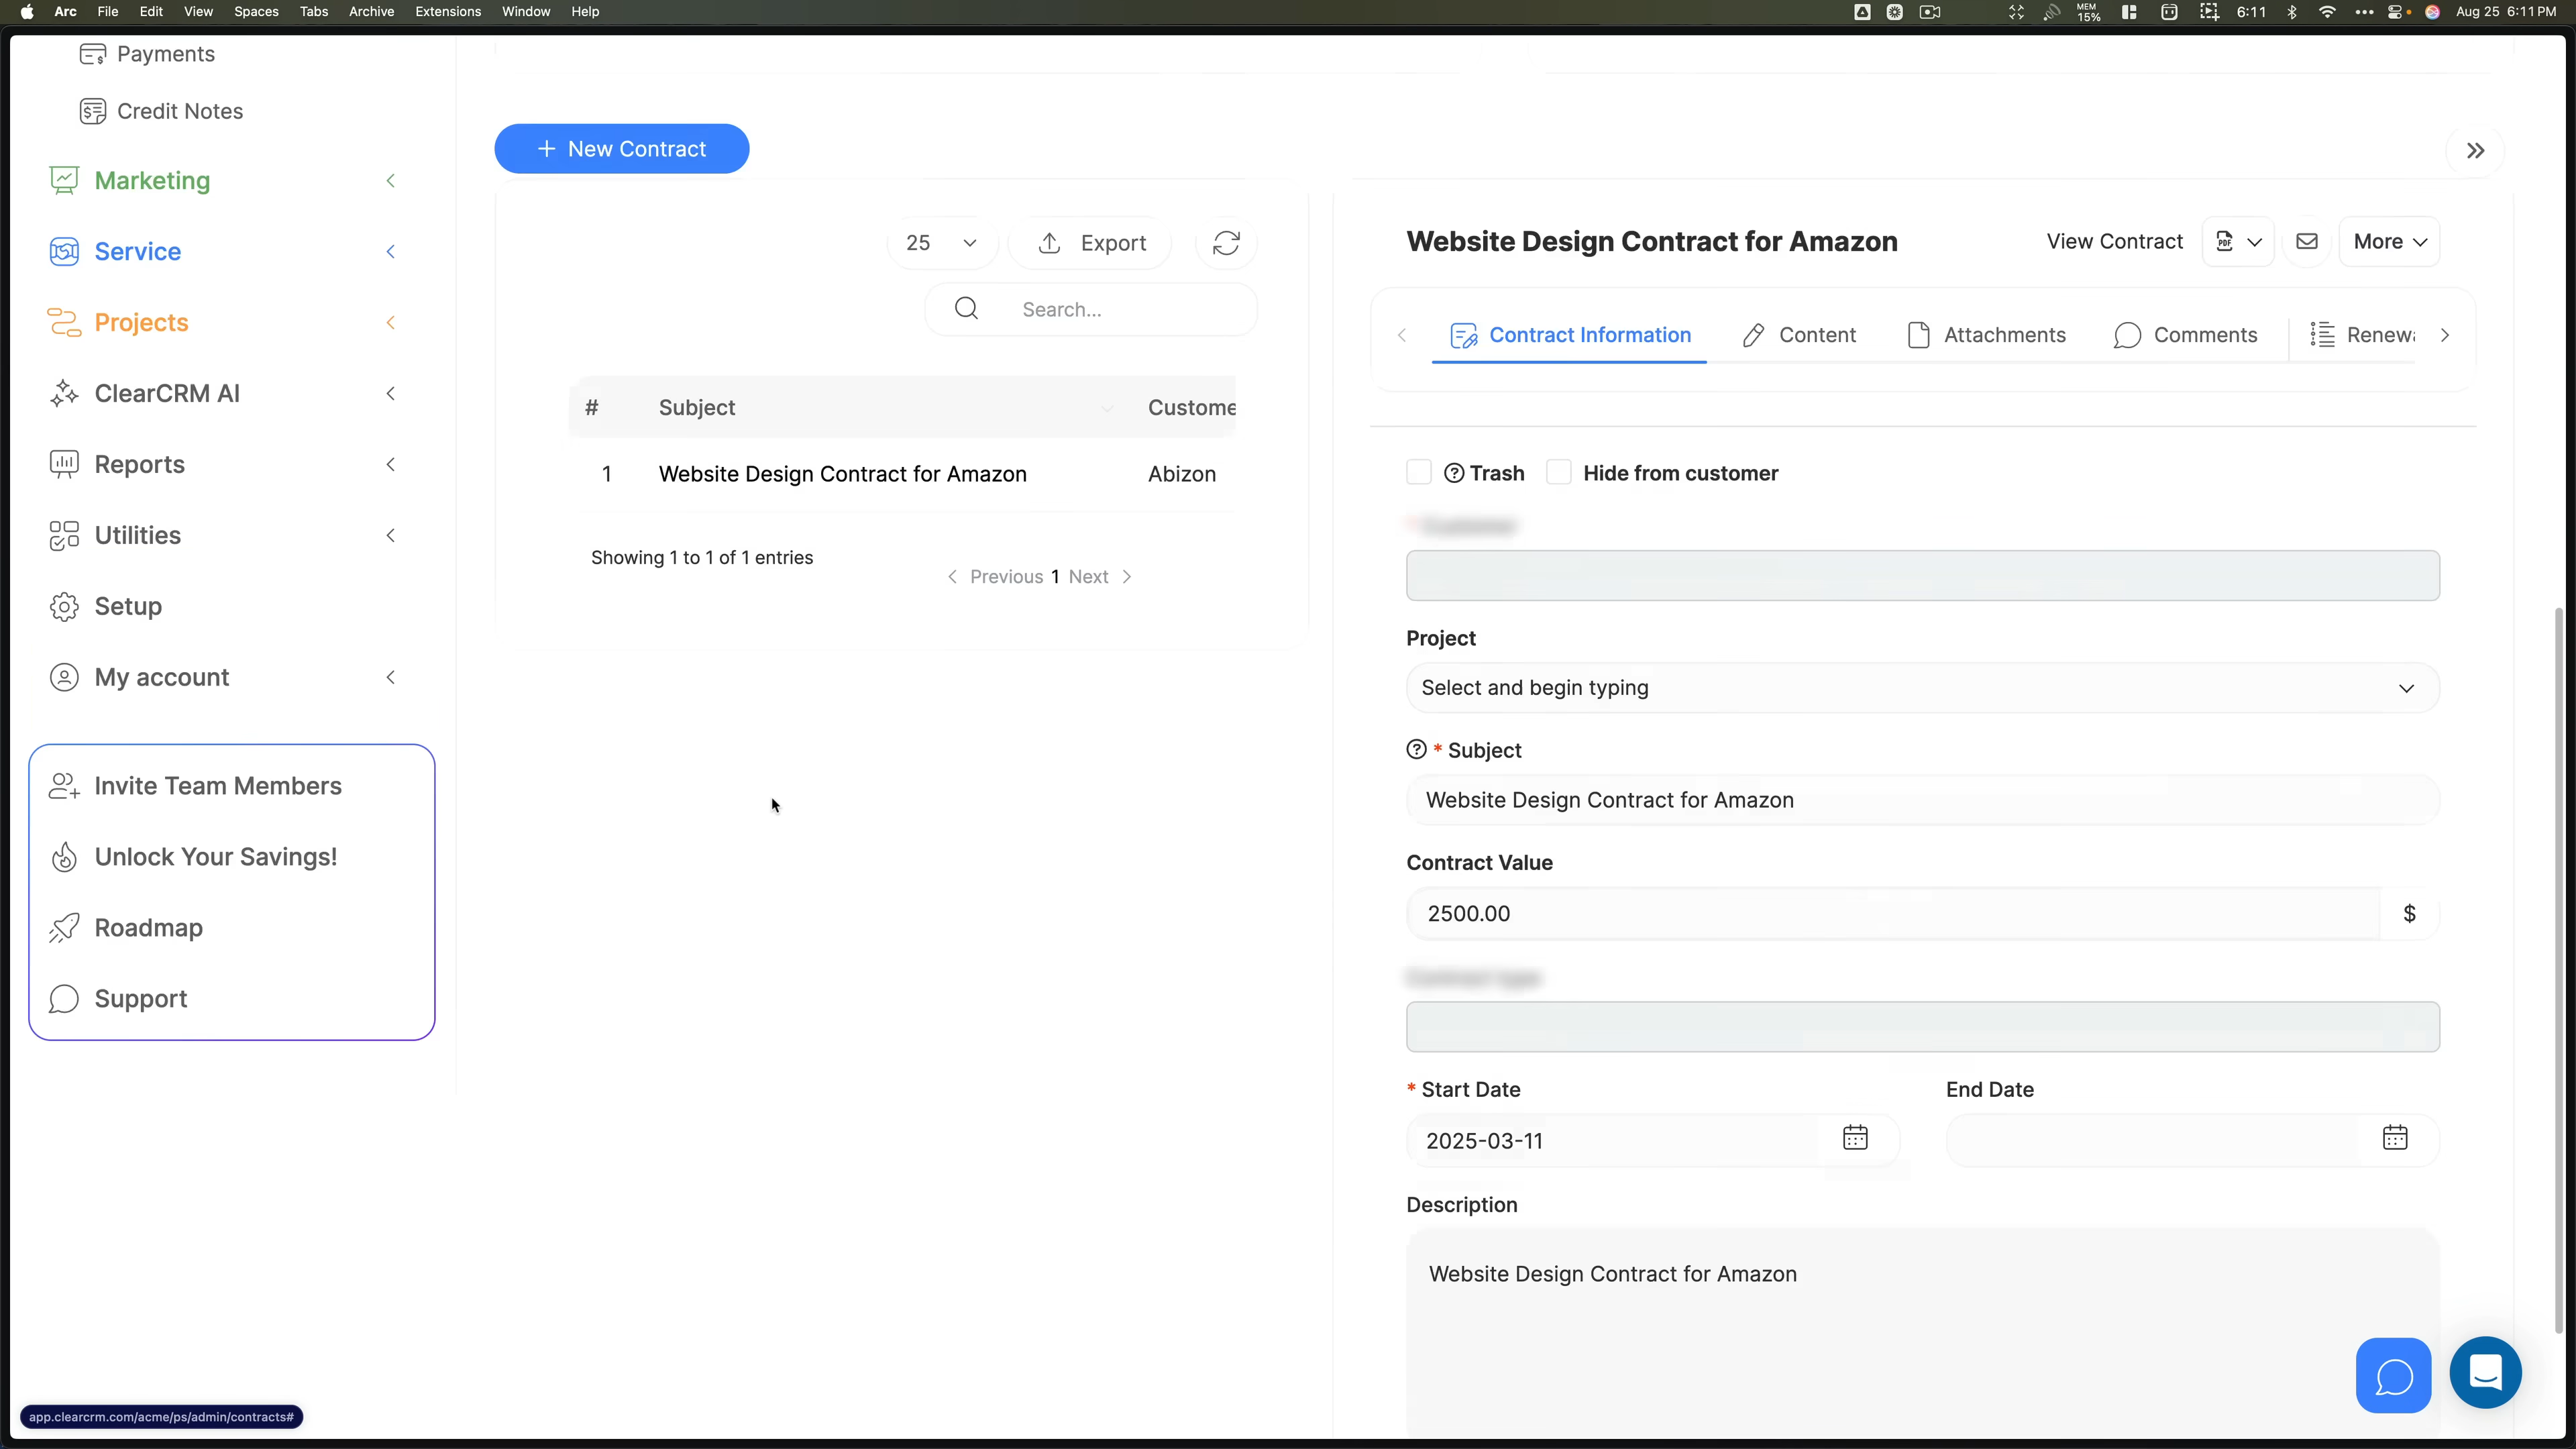 Arc File Edit View Spaces Tabs Archive Extensions Window Help
MEM 15% 6:11 Aug 25 6:11 PM
Payments
Credit Notes
Marketing
Service
Projects
ClearCRM AI
Reports
Utilities
Setup
My account
Invite Team Members
Unlock Your Savings!
Roadmap
Support
app.clearcrm.com/acme/ps/admin/contracts#
+ New Contract
25 Export
Search...
# Subject Custome
1 Website Design Contract for Amazon Abizon
Showing 1 to 1 of 1 entries
Previous 1 Next
Website Design Contract for Amazon View Contract PDF More
Contract Information Content Attachments Comments Renew
Trash Hide from customer
Project
Select and begin typing
* Subject
Website Design Contract for Amazon
Contract Value
2500.00 $
* Start Date End Date
2025-03-11
Description
Website Design Contract for Amazon